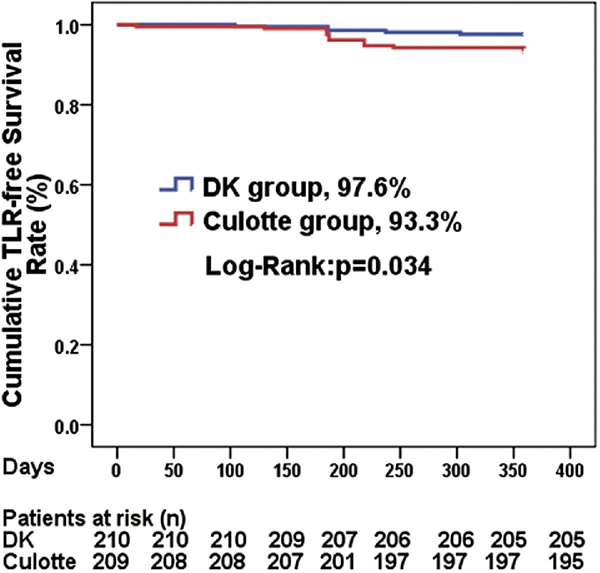 Cumulative TLR-free Survival
Rate (%)
1.0
0.8
0.6
0.4
0.2
0.0
DK group, 97.6%
Culotte group, 93.3%
Log-Rank:p=0.034
Days 0 50 100 150 200 250 300 350 400
Patients at risk (n)
DK 210 210 210 209 207 206 206 205 205
Culotte 209 208 208 207 201 197 197 197 195